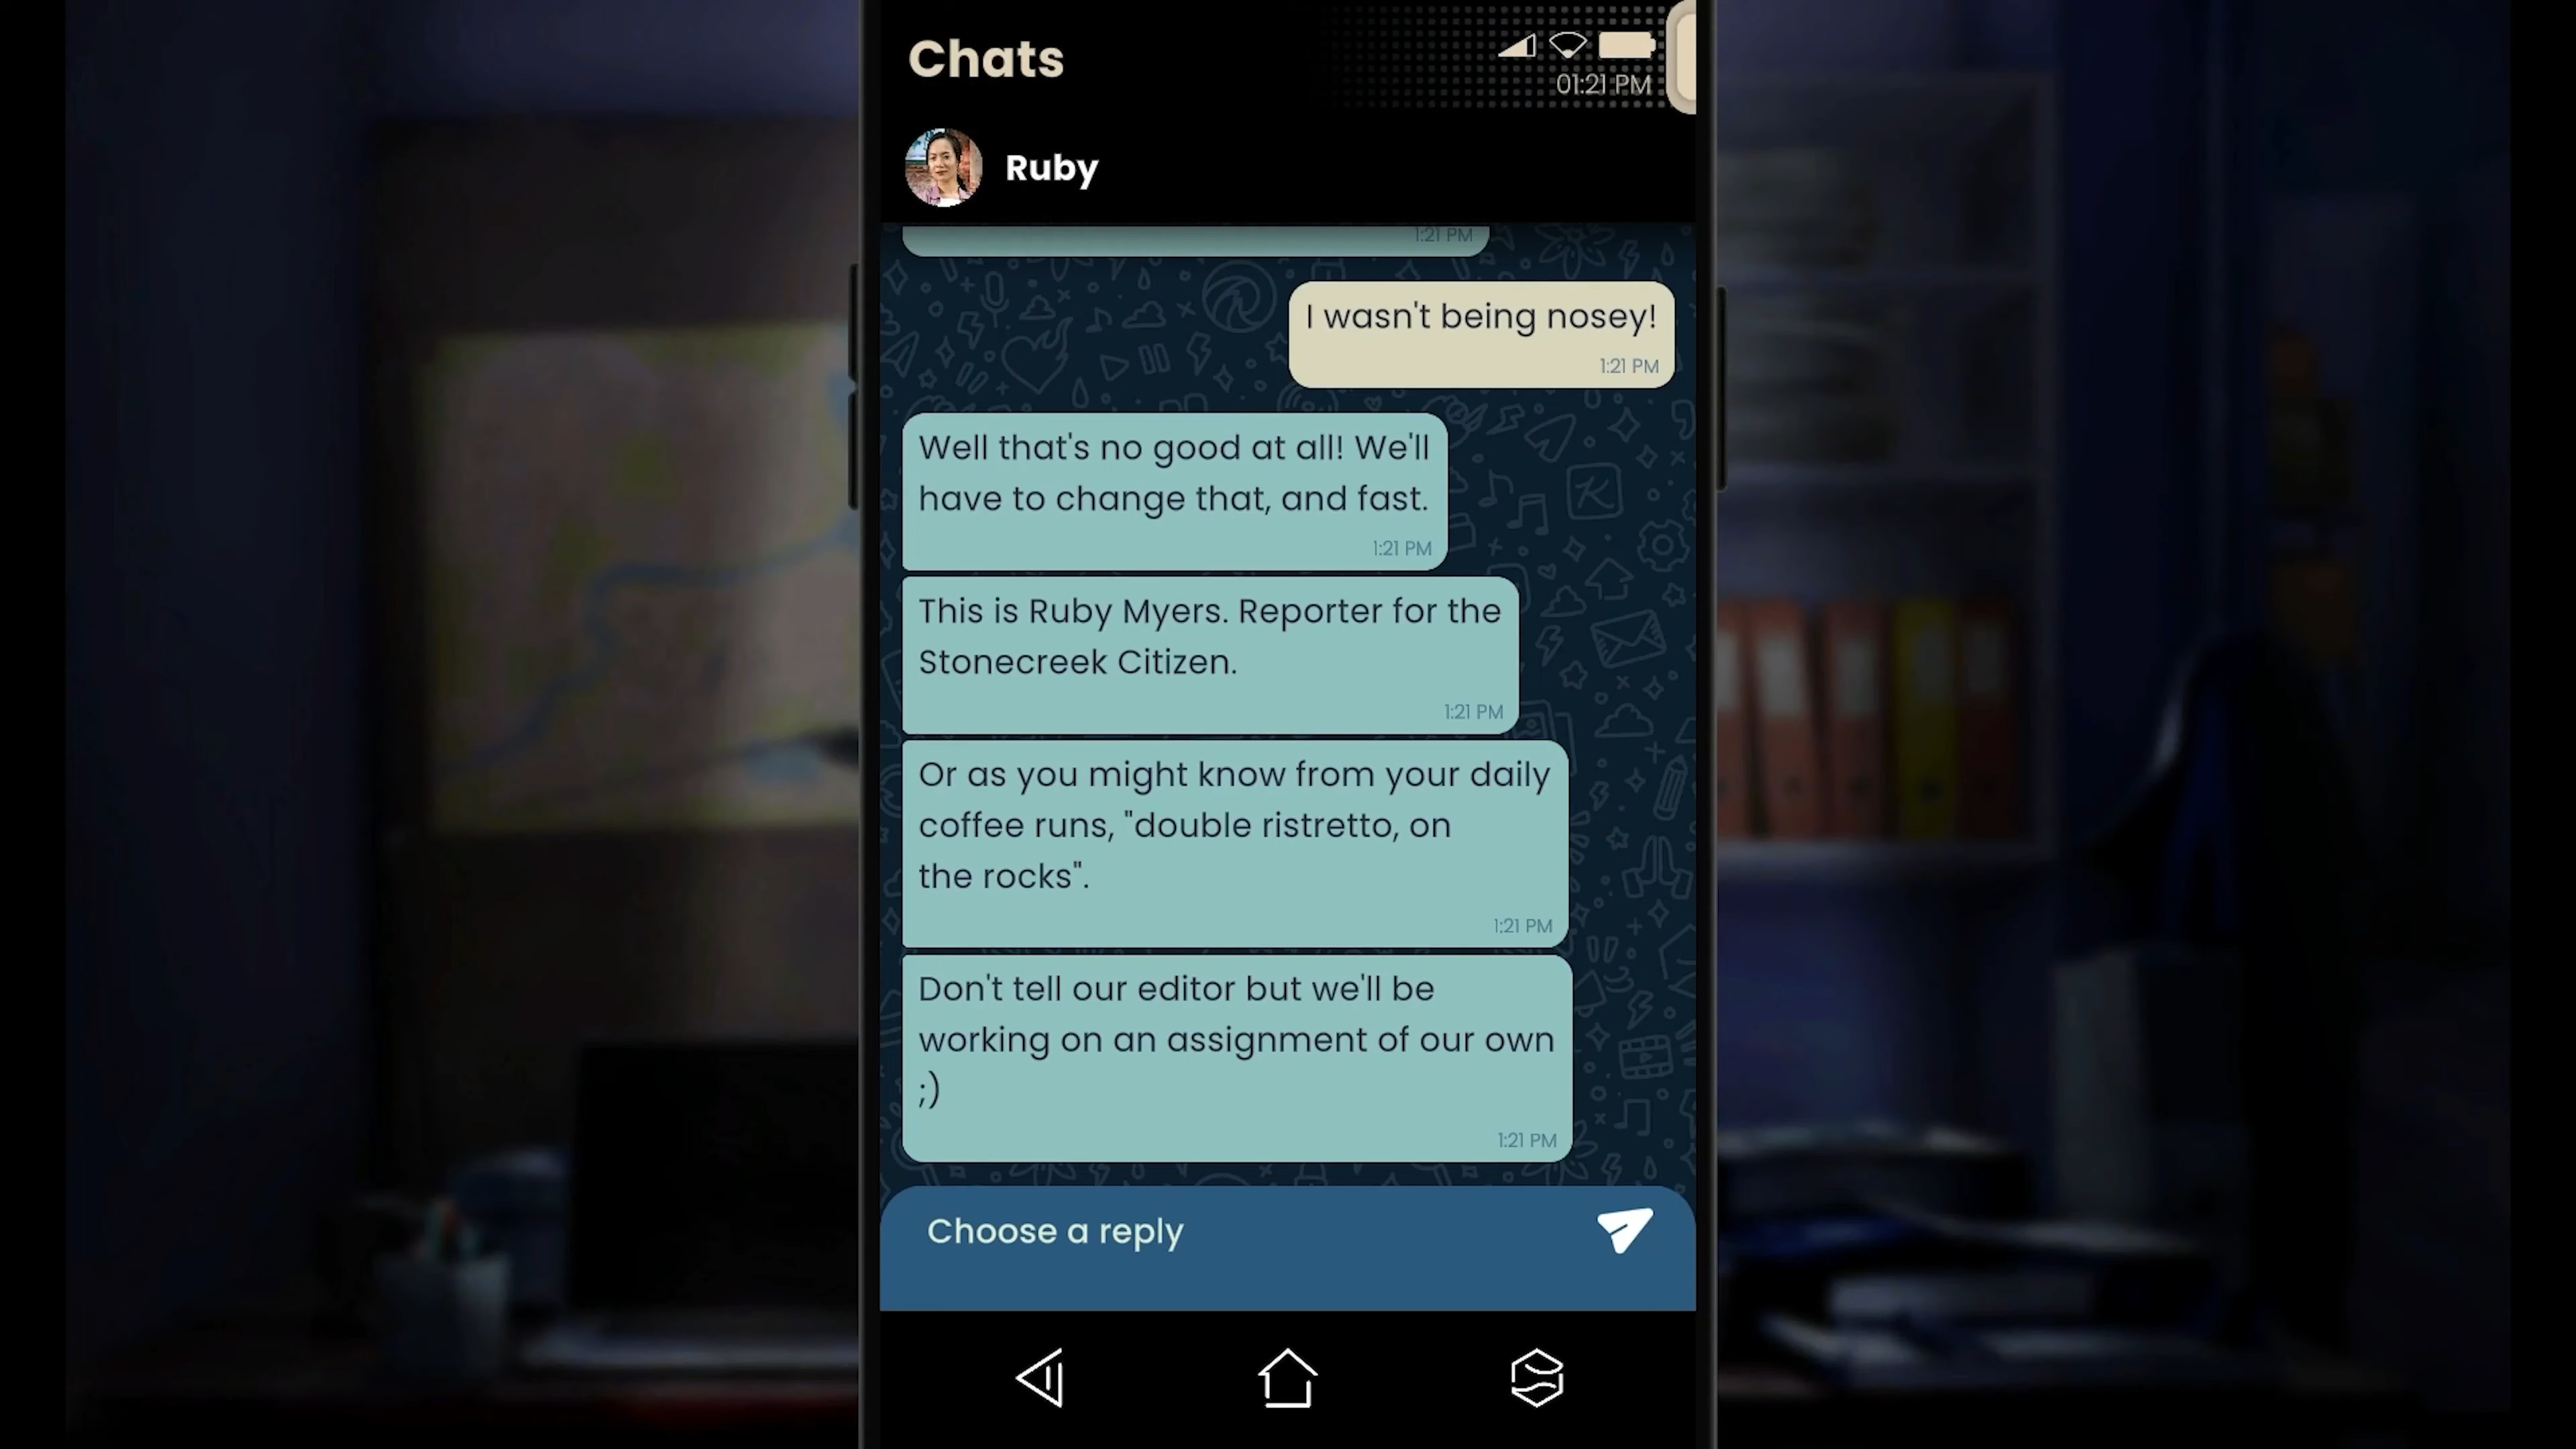 Chats
01:21 PM
Ruby
1:21 PM
I wasn't being nosey!
1:21 PM
Well that's no good at all! We'll
have to change that, and fast.
1:21 PM
This is Ruby Myers. Reporter for the
Stonecreek Citizen.
1:21 PM
Or as you might know from your daily
coffee runs, "double ristretto, on
the rocks".
1:21 PM
Don't tell our editor but we'll be
working on an assignment of our own
;)
1:21 PM
Choose a reply